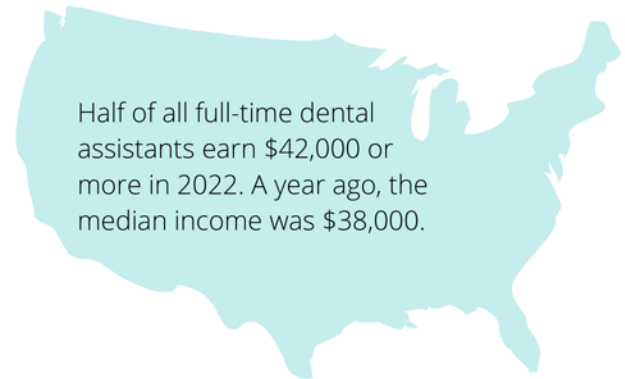 Half of all full-time dental
assistants earn $42,000 or
more in 2022. A year ago, the
median income was $38,000.